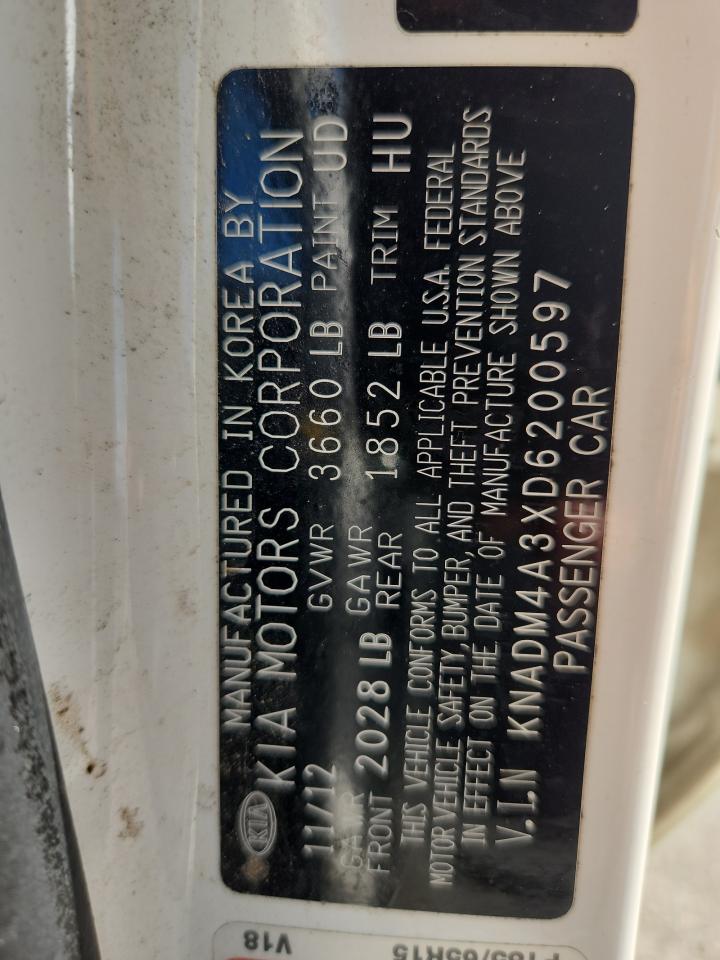 MANUFACTURED IN KOREA BY
KIA KIA MOTORS CORPORATION
11/12 GVWR 3660 LB PAINT UD
GAWR FRONT 2028 LB GAWR REAR 1852 LB TRIM HU
THIS VEHICLE CONFORMS TO ALL APPLICABLE U.S.A. FEDERAL
MOTOR VEHICLE SAFETY, BUMPER, AND THEFT PREVENTION STANDARDS
IN EFFECT ON THE DATE OF MANUFACTURE SHOWN ABOVE
V.I.N KNADM4A3XD6200597
PASSENGER CAR
V18